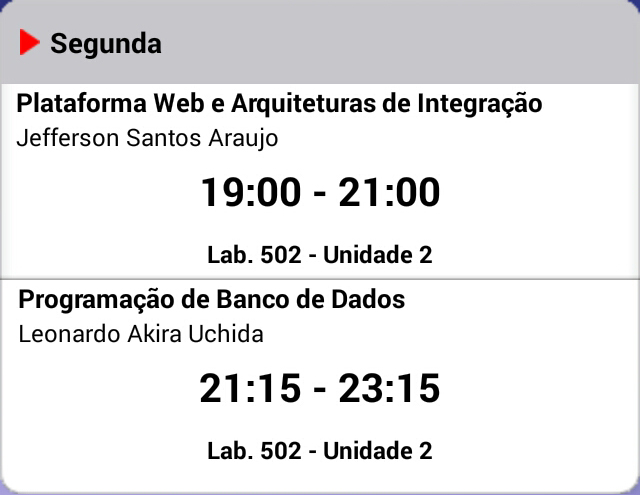 Segunda
Plataforma Web e Arquiteturas de Integração
Jefferson Santos Araujo
19:00 - 21:00
Lab. 502 - Unidade 2
Programação de Banco de Dados
Leonardo Akira Uchida
21:15 - 23:15
Lab. 502 - Unidade 2